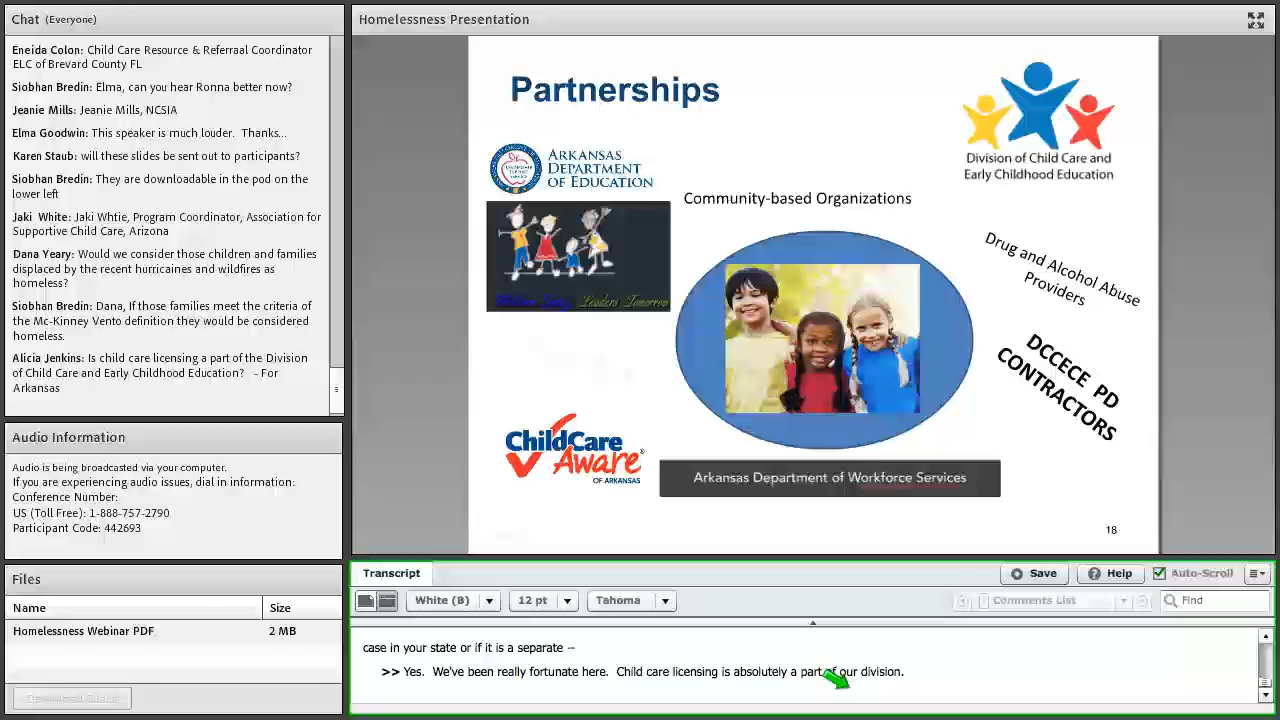 Chat (Everyone)
Eneida Colon: Child Care Resource & Referraal Coordinator
ELC of Brevard County FL
Siobhan Bredin: Elma, can you hear Ronna better now?
Jeanie Mills: Jeanie Mills, NCSIA
Elma Goodwin: This speaker is much louder. Thanks...
Karen Staub: will these slides be sent out to participants?
Siobhan Bredin: They are downloadable in the pod on the
lower left
Jaki White: Jaki Whtie, Program Coordinator, Association for
Supportive Child Care, Arizona
Dana Yeary: Would we consider those children and families
displaced by the recent hurricaines and wildfires as
homeless?
Siobhan Bredin: Dana, If those families meet the criteria of
the Mc-Kinney Vento definition they would be considered
homeless.
Alicia Jenkins: Is child care licensing a part of the Division
of Child Care and Early Childhood Education? - For
Arkansas
Audio Information
Audio is being broadcasted via your computer.
If you are experiencing audio issues, dial in information:
Conference Number:
US (Toll Free): 1-888-757-2790
Participant Code: 442693
Files
Name Size
Homelessness Webinar PDF 2 MB
Homelessness Presentation
Partnerships
Division of Child Care and
Early Childhood Education
ARKANSAS
DEPARTMENT
OF EDUCATION
Community-based Organizations
Leaders Tomorrow
Drug and Alcohol Abuse
Providers
DCCECE PD
CONTRACTORS
ChildCare
Aware
OF ARKANSAS
Arkansas Department of Workforce Services
18
Transcript
Save
Help
Auto-Scroll
White (B)
12 pt
Tahoma
Comments List
Find
case in your state or if it is a separate --
>> Yes. We've been really fortunate here. Child care licensing is absolutely a part of our division.